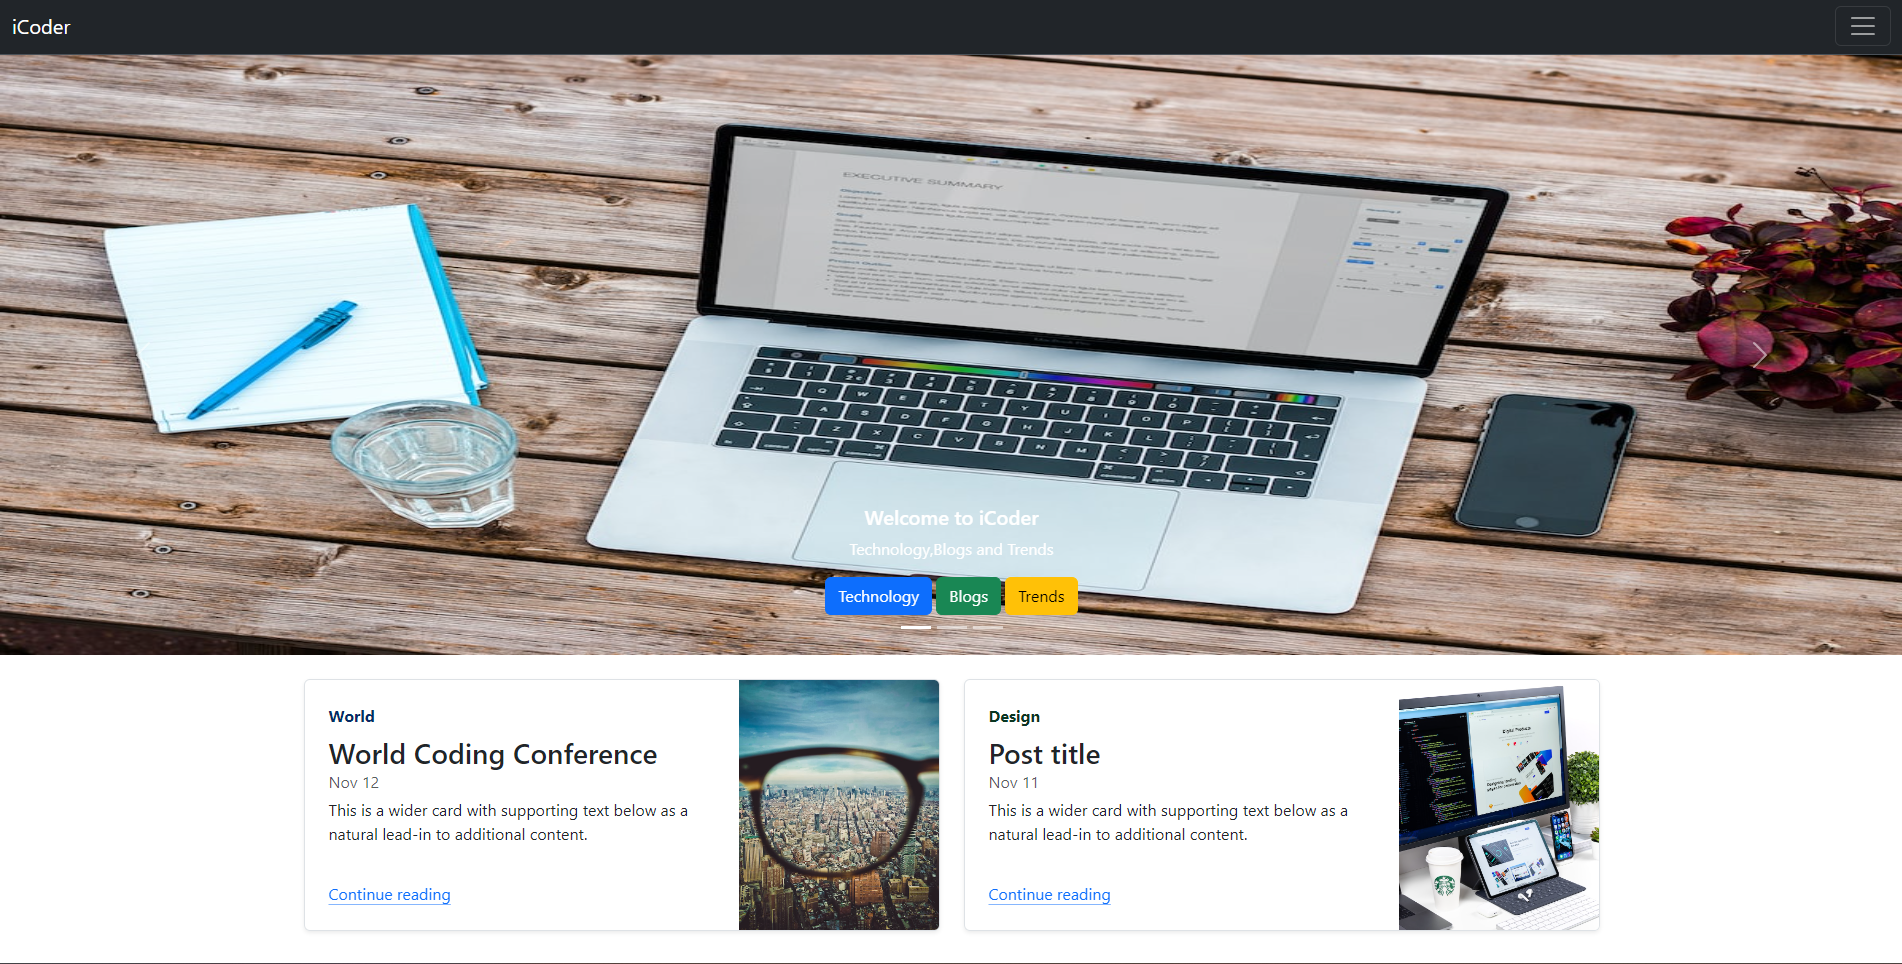 iCoder
EXECUTIVE SUMMARY
Welcome to iCoder
Technology,Blogs and Trends
Technology Blogs Trends
World
World Coding Conference
Nov 12
This is a wider card with supporting text below as a
natural lead-in to additional content.
Continue reading
Design
Post title
Nov 11
This is a wider card with supporting text below as a
natural lead-in to additional content.
Continue reading